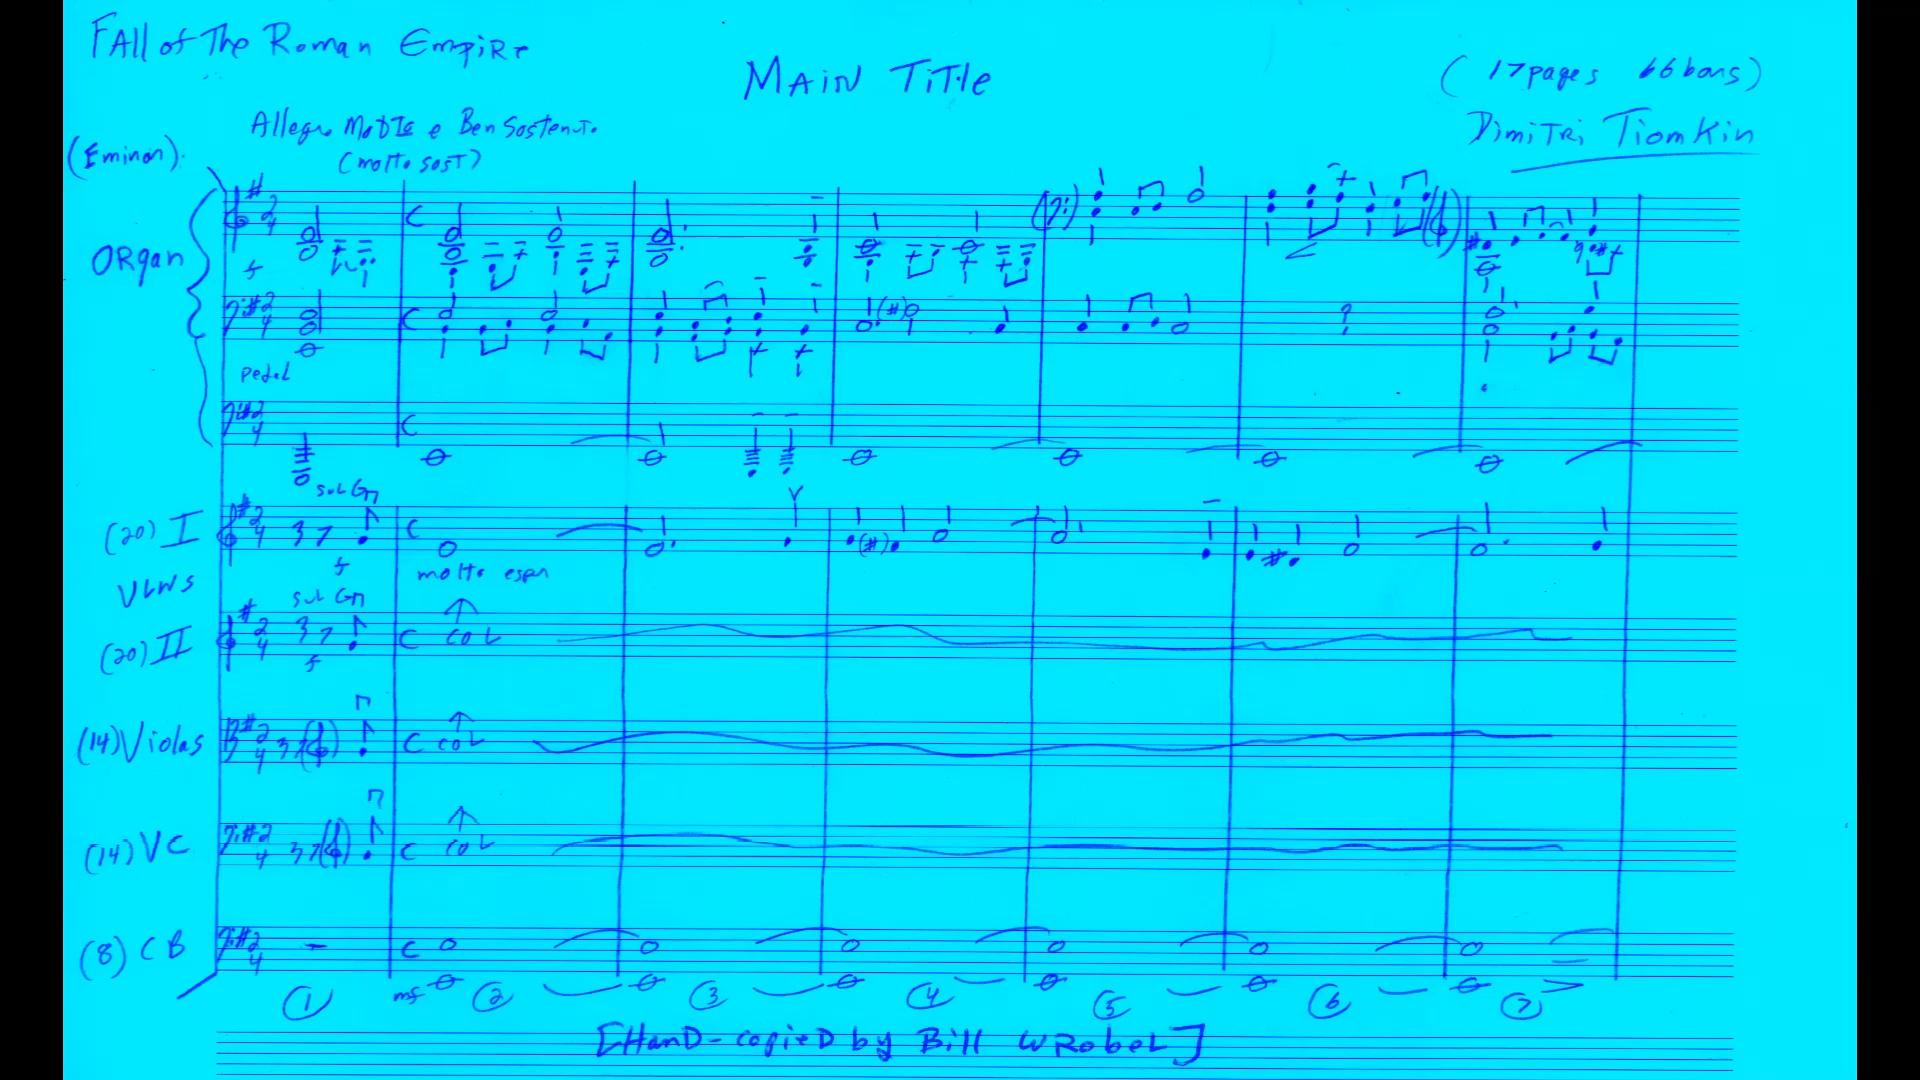 FAll of The Roman EmpiRe
MAIN TITLE
(17 pages 66 bars)
Dimitri Tiomkin
Allegro Mobile e Ben Sostenuto
(molto sost)
(Eminor).
ORgan
f
pedal
sul G
(20) I
f
molto espr
VLNS
sul G
(20) II
f
col
(14) Violas
col
(14) VC
col
(8) CB
mf
1 2 3 4 5 6 7
[HanD-copieD by Bill WRobeL]